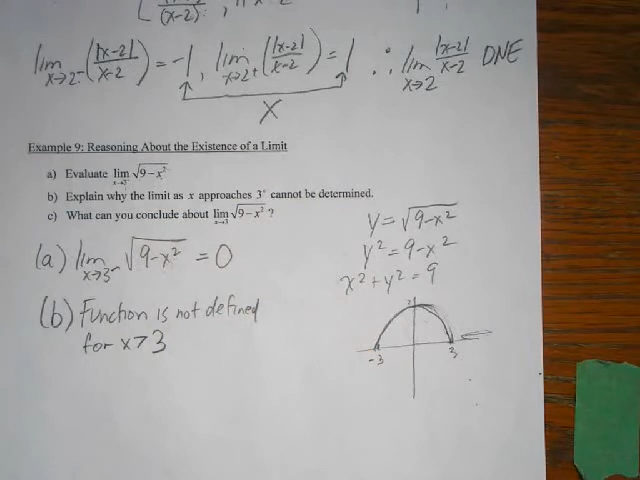 (x-2)
lim x→2⁻ (|x-2|/x-2) = -1, lim x→2⁺ (|x-2|/x-2) = 1 ∴ lim x→2 |x-2|/x-2 DNE
X
Example 9: Reasoning About the Existence of a Limit
a) Evaluate lim x→3⁻ √9-x²
b) Explain why the limit as x approaches 3⁺ cannot be determined.
c) What can you conclude about lim x→3 √9-x² ?
y = √9-x²
y² = 9-x²
x² + y² = 9
(a) lim x→3⁻ √9-x² = 0
(b) Function is not defined
for x > 3
-3 3